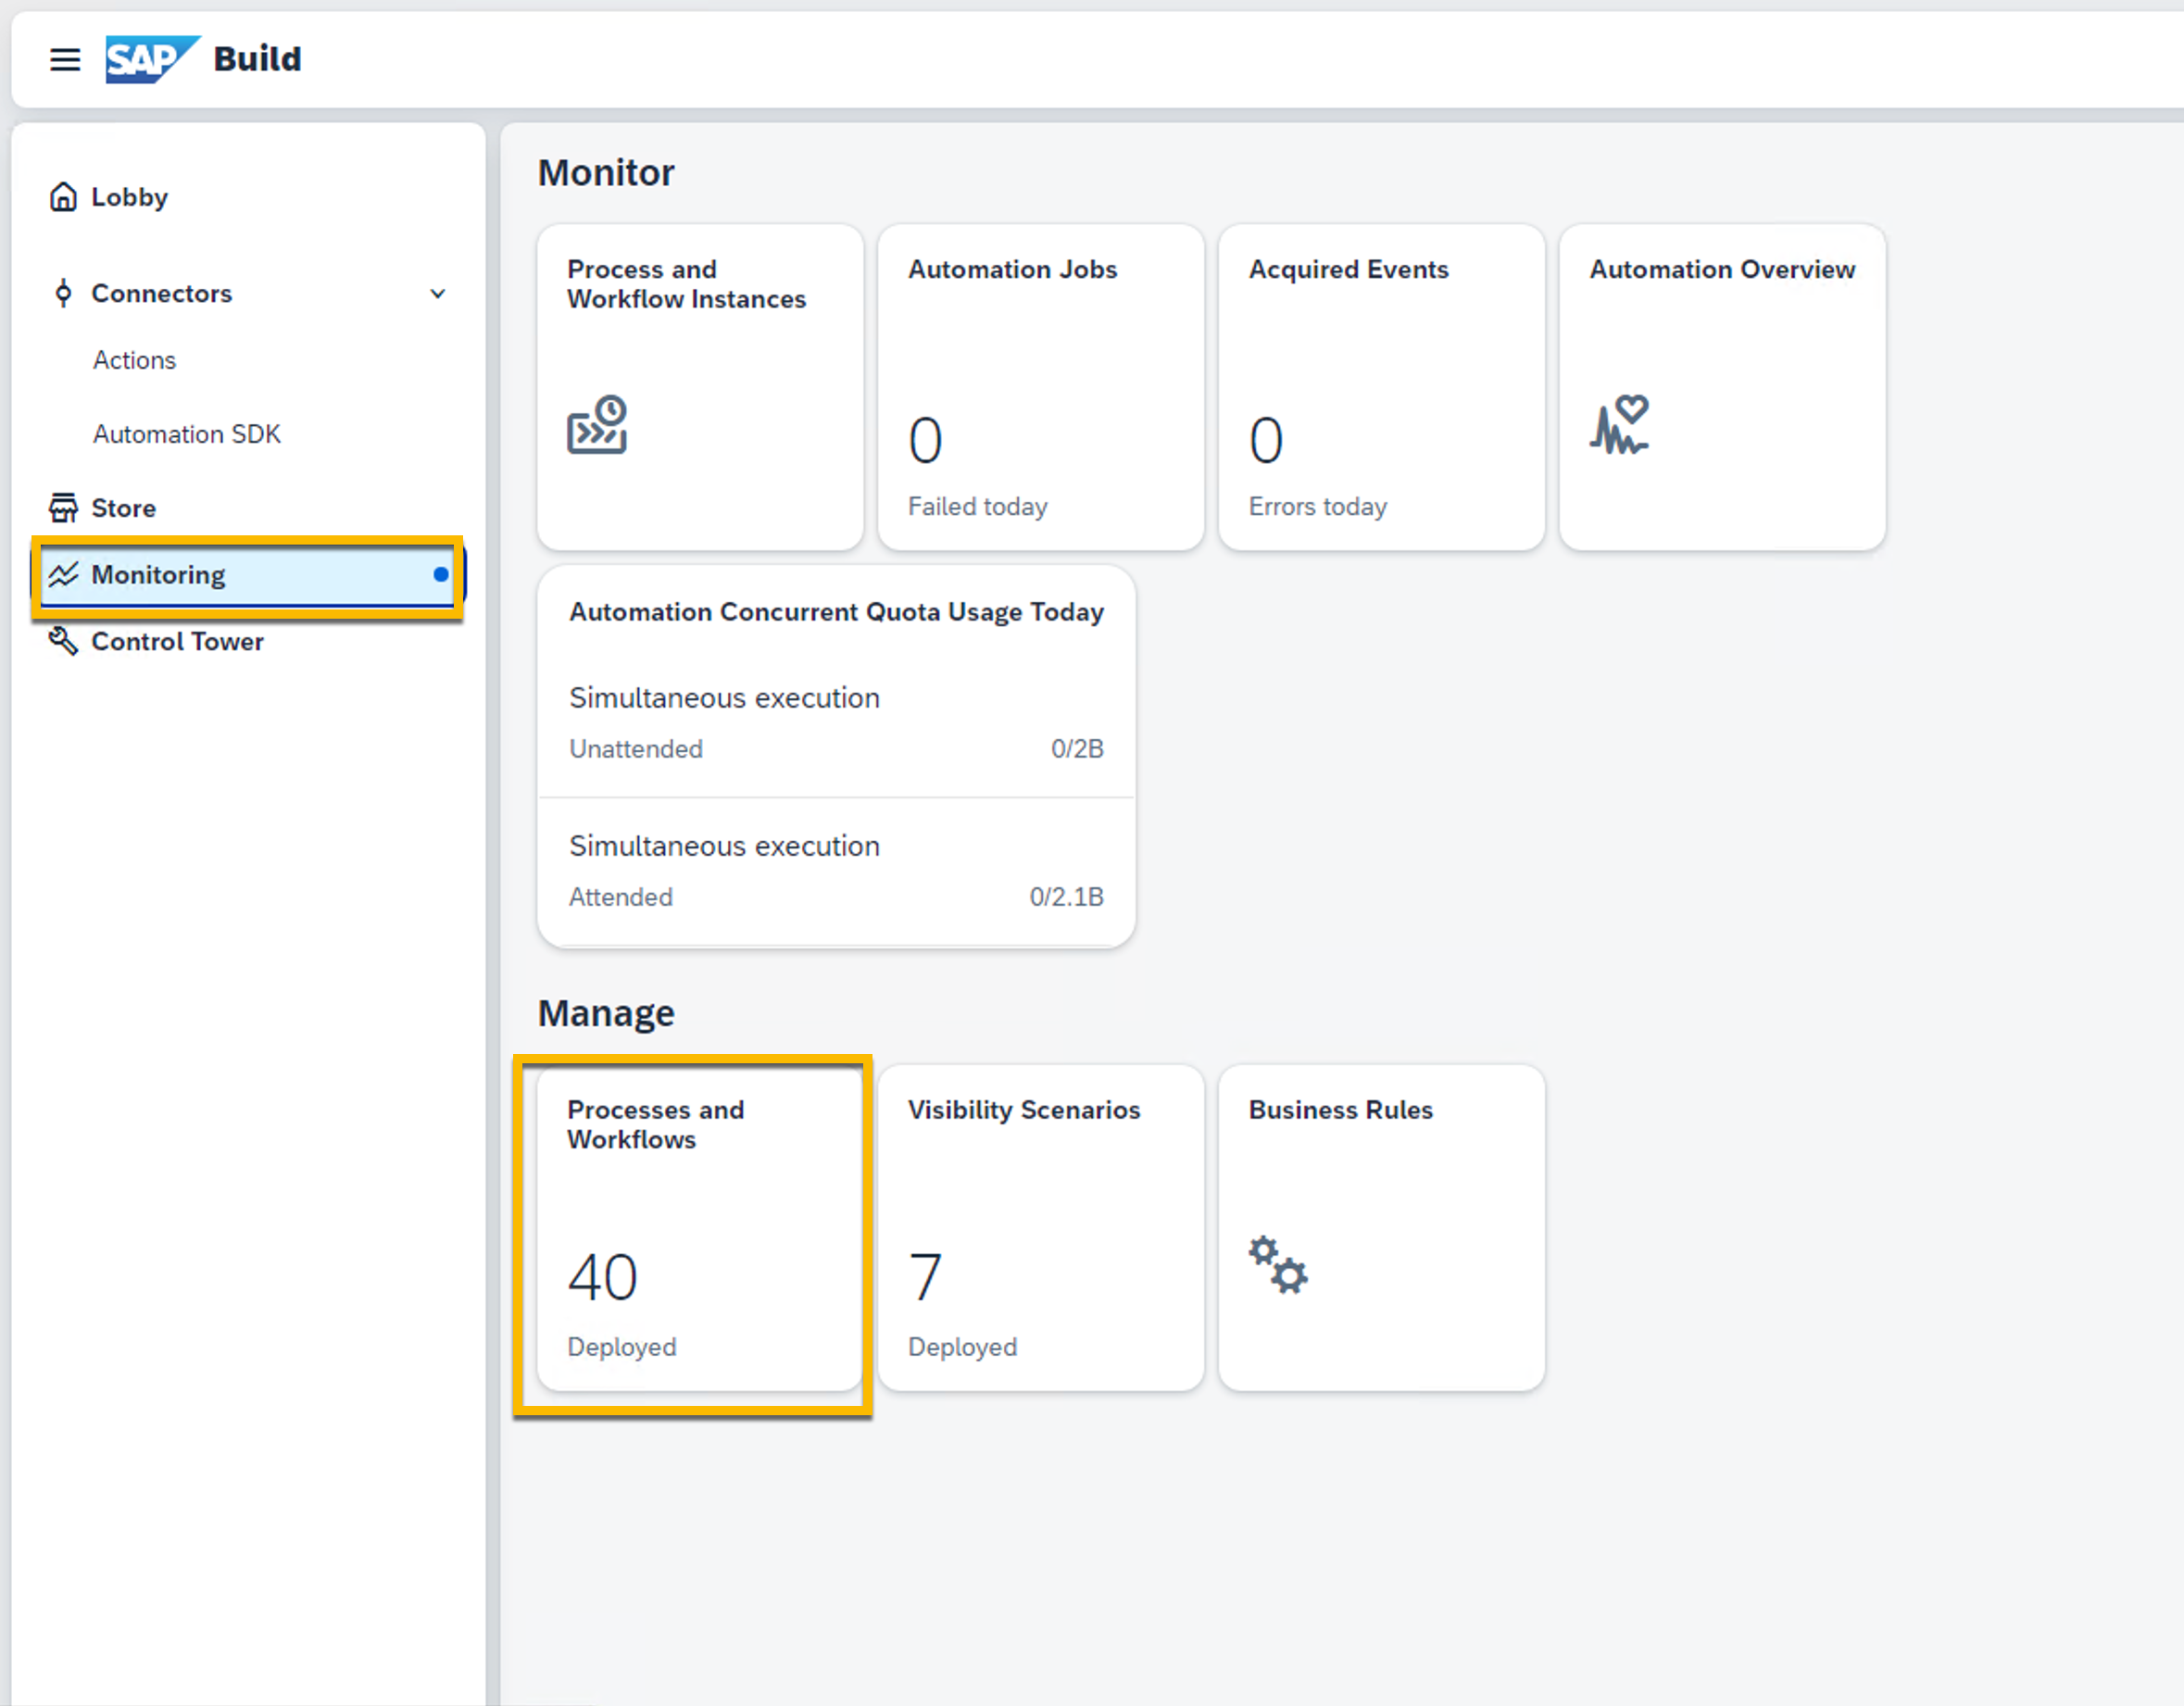 SAP Build
Lobby
Connectors
Actions
Automation SDK
Store
Monitoring
Control Tower
Monitor
Process and
Workflow Instances
Automation Jobs
0
Failed today
Acquired Events
0
Errors today
Automation Overview
Automation Concurrent Quota Usage Today
Simultaneous execution
Unattended 0/2B
Simultaneous execution
Attended 0/2.1B
Manage
Processes and
Workflows
40
Deployed
Visibility Scenarios
7
Deployed
Business Rules